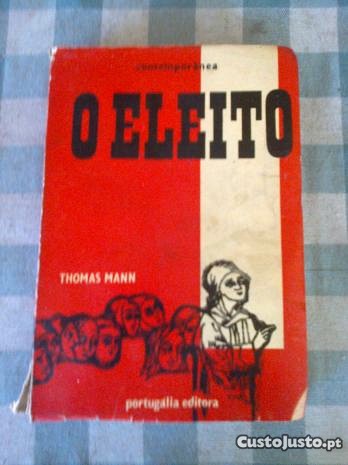 contemporânea
O ELEITO
THOMAS MANN
portugália editora
CustoJusto.pt